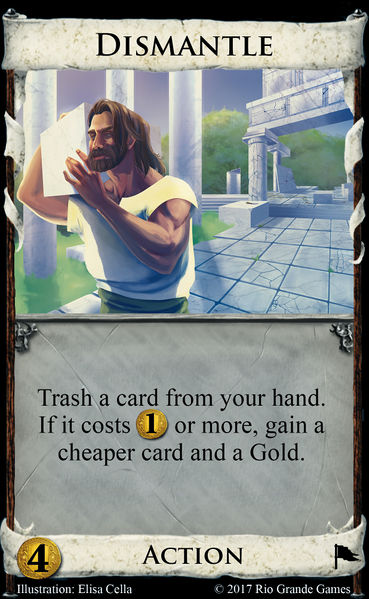 Dismantle
Trash a card from your hand.
If it costs 1 or more, gain a
cheaper card and a Gold.
4 Action
Illustration: Elisa Cella © 2017 Rio Grande Games